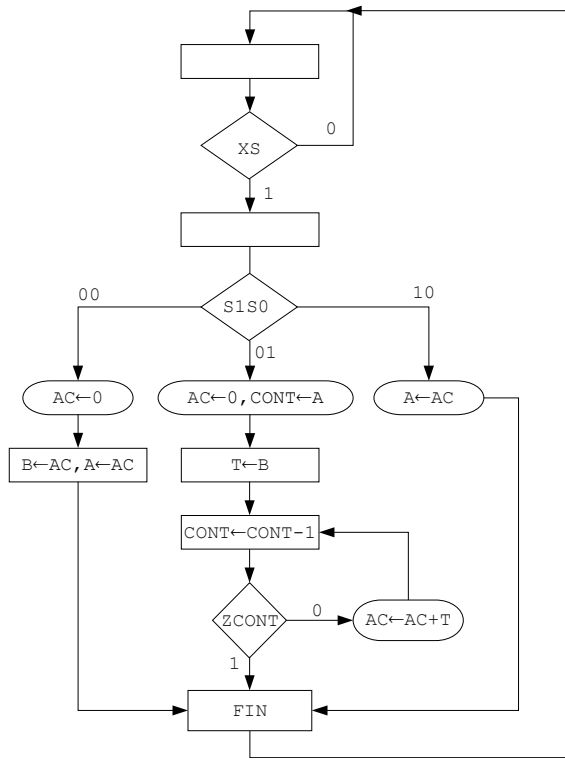 0
XS
1
00
S1S0
10
01
AC←0
AC←0,CONT←A
A←AC
B←AC,A←AC
T←B
CONT←CONT-1
ZCONT
0
AC←AC+T
1
FIN